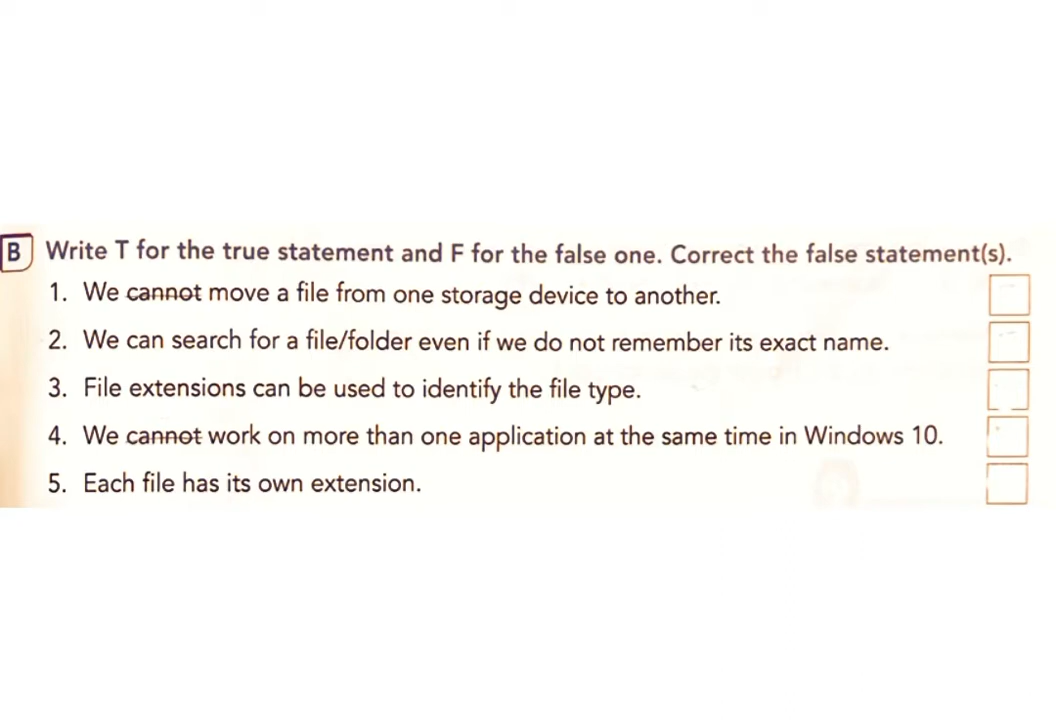 B Write T for the true statement and F for the false one. Correct the false statement(s).
1. We cannot move a file from one storage device to another.
2. We can search for a file/folder even if we do not remember its exact name.
3. File extensions can be used to identify the file type.
4. We cannot work on more than one application at the same time in Windows 10.
5. Each file has its own extension.